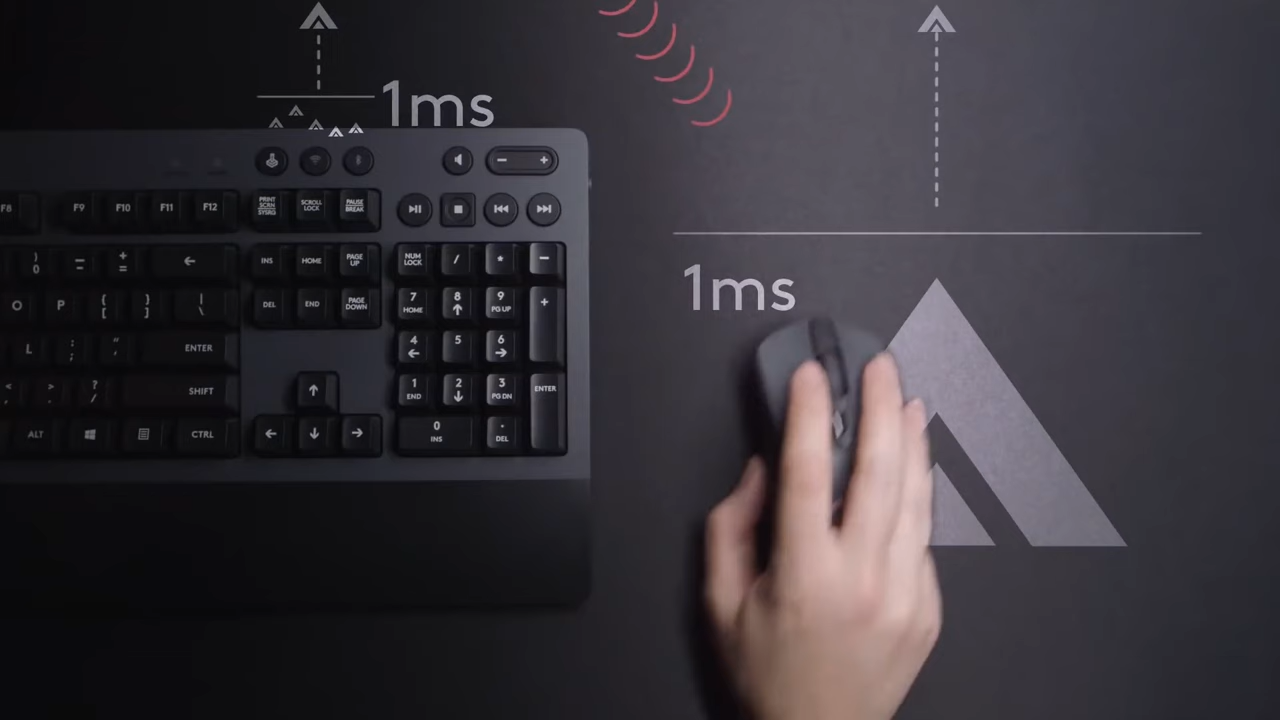 1ms
F8 F9 F10 F11 F12 PRINT SCRN SYSRQ SCROLL LOCK PAUSE BREAK
) 0 _ - + = INS HOME PAGE UP NUM LOCK / * -
O P { [ } ] | \ DEL END PAGE DOWN 7 HOME 8 9 PG UP +
1ms
L : ; " ' ENTER 4 5 6
< , > . ? / SHIFT 1 END 2 3 PG DN ENTER
ALT CTRL 0 INS . DEL